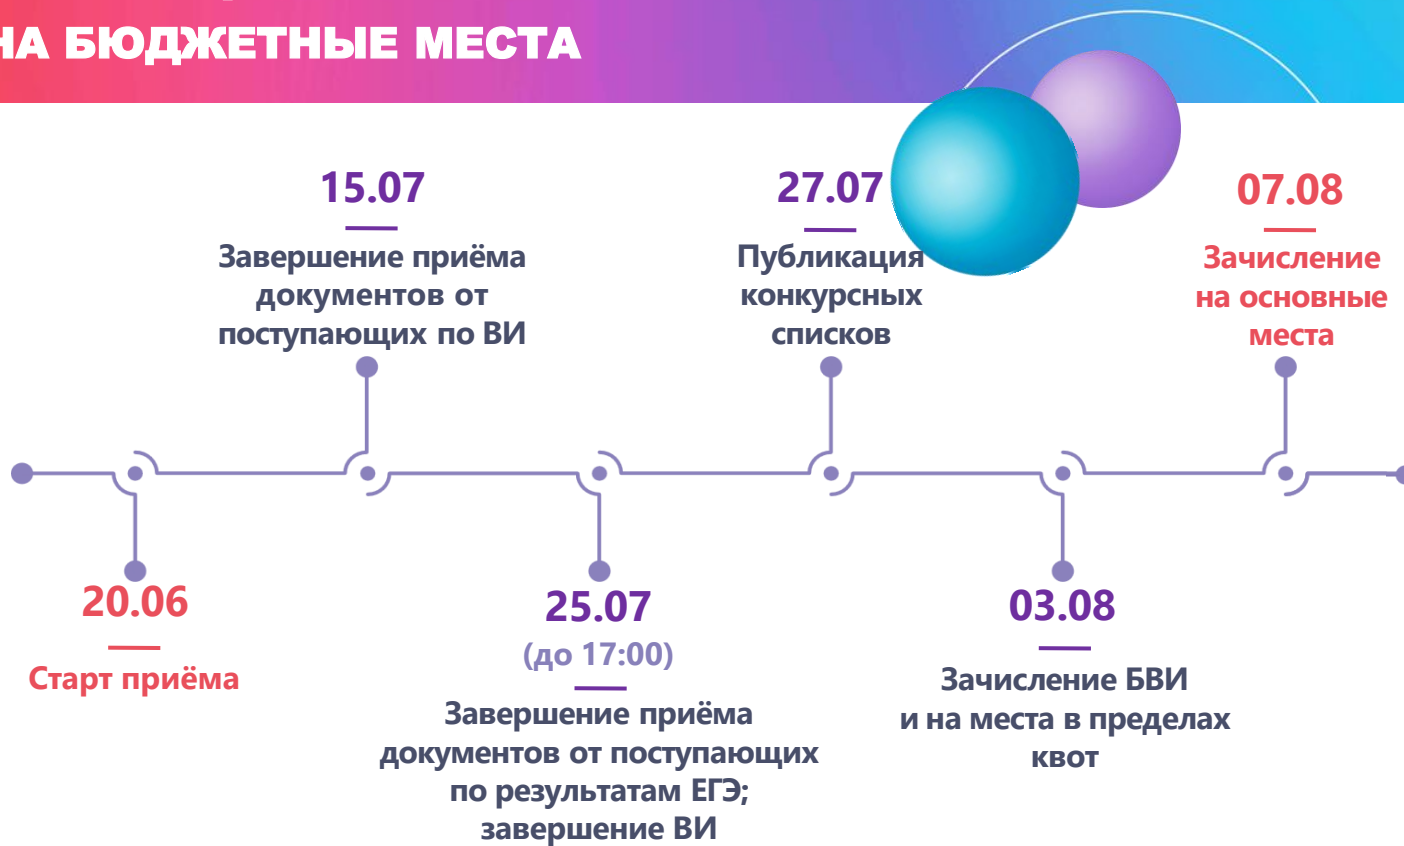 НА БЮДЖЕТНЫЕ МЕСТА
15.07
Завершение приёма
документов от
поступающих по ВИ
27.07
Публикация
конкурсных
списков
07.08
Зачисление
на основные
места
20.06
Старт приёма
25.07
(до 17:00)
Завершение приёма
документов от поступающих
по результатам ЕГЭ;
завершение ВИ
03.08
Зачисление БВИ
и на места в пределах
квот